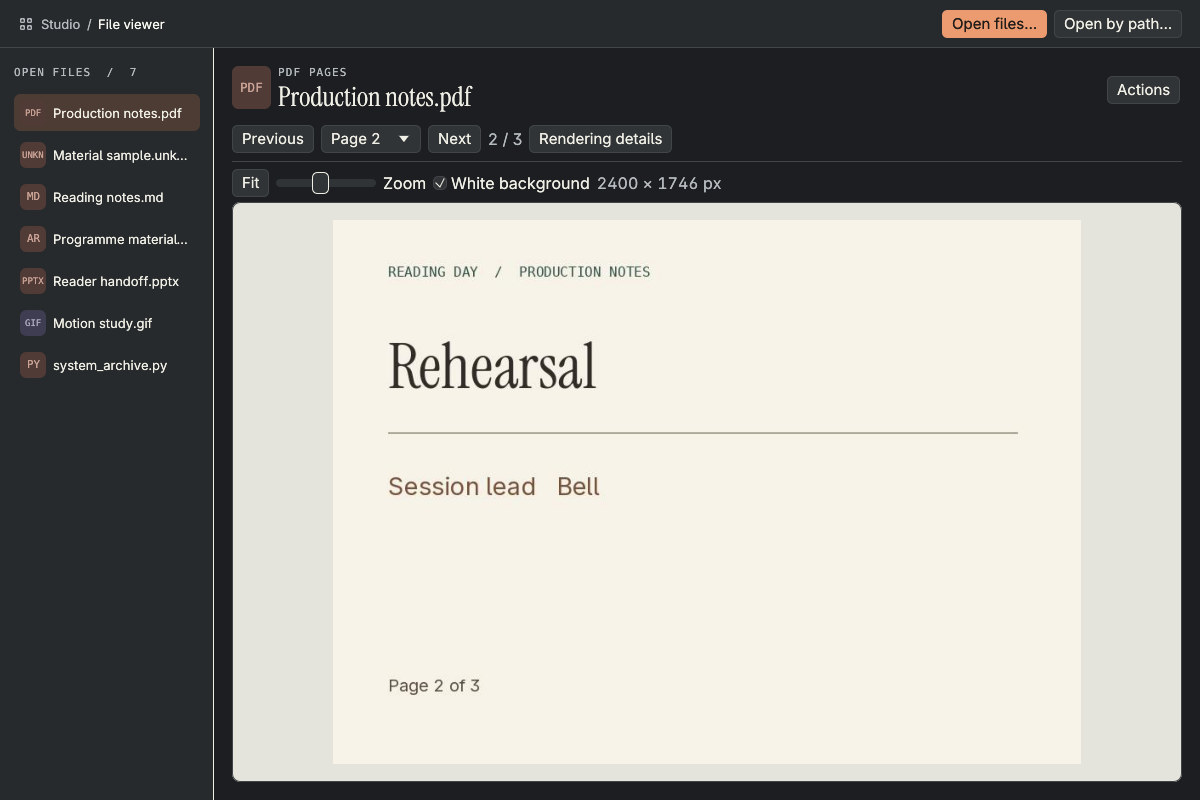 Studio / File viewer
Open files...
Open by path...
OPEN FILES / 7
PDF Production notes.pdf
UNKN Material sample.unk...
MD Reading notes.md
AR Programme material...
PPTX Reader handoff.pptx
GIF Motion study.gif
PY system_archive.py
PDF
PDF PAGES
Production notes.pdf
Actions
Previous Page 2 Next 2 / 3 Rendering details
Fit Zoom White background 2400 × 1746 px
READING DAY / PRODUCTION NOTES
Rehearsal
Session lead Bell
Page 2 of 3